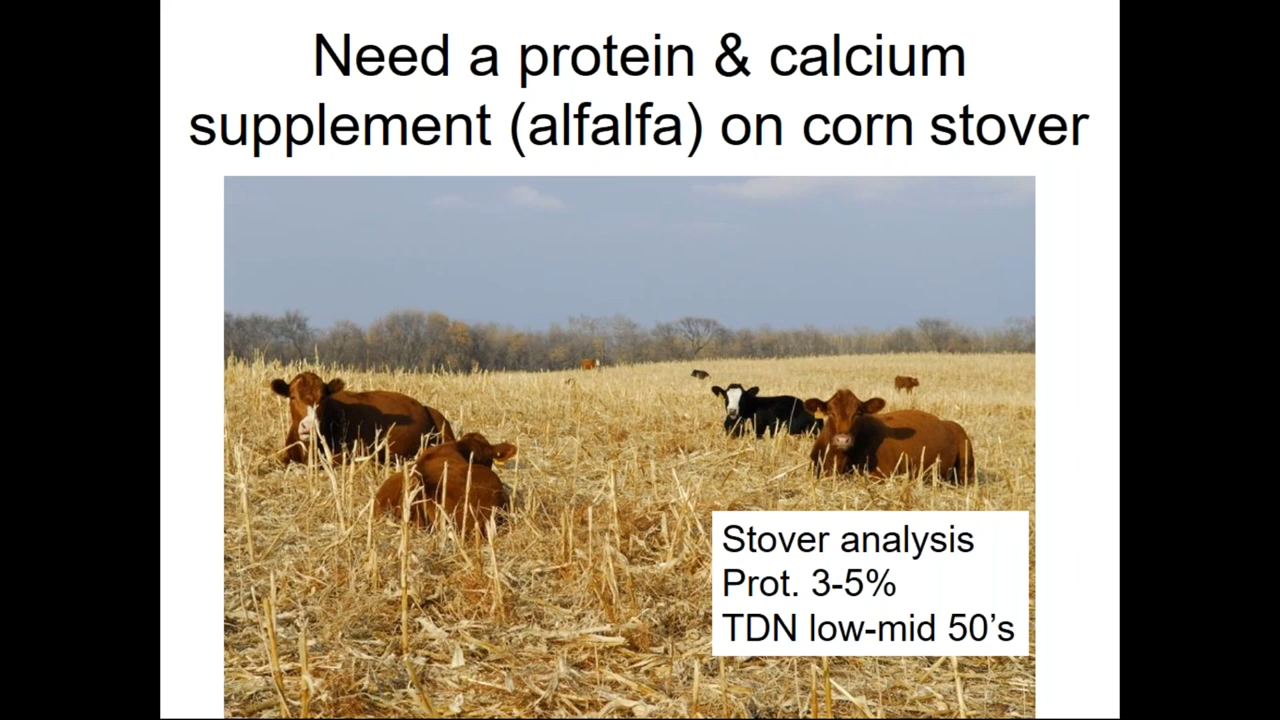 Need a protein & calcium
supplement (alfalfa) on corn stover
Stover analysis
Prot. 3-5%
TDN low-mid 50's